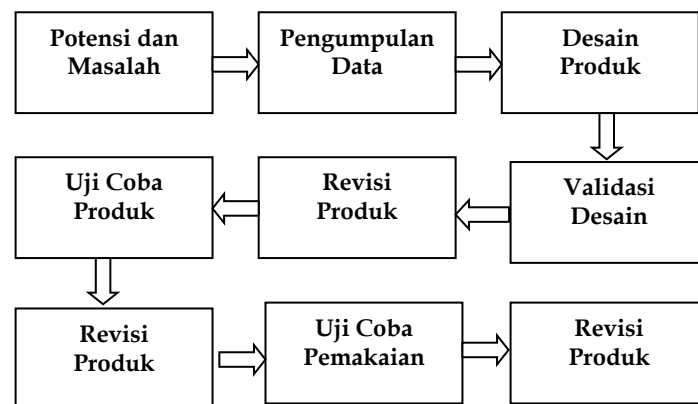 Potensi dan
Masalah
Pengumpulan
Data
Desain
Produk
Validasi
Desain
Revisi
Produk
Uji Coba
Produk
Revisi
Produk
Uji Coba
Pemakaian
Revisi
Produk